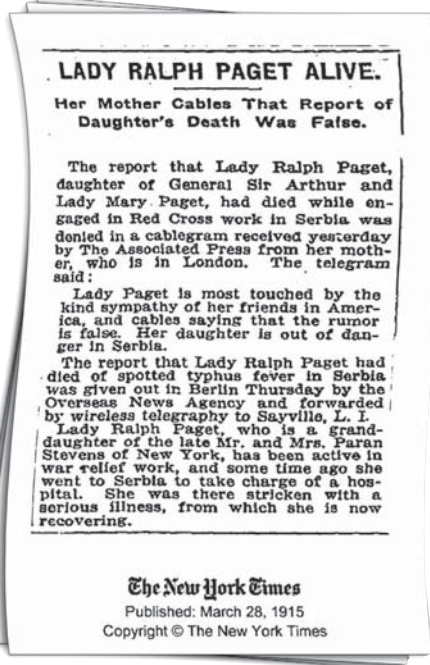 LADY RALPH PAGET ALIVE.
Her Mother Cables That Report of
Daughter's Death Was False.
The report that Lady Ralph Paget,
daughter of General Sir Arthur and
Lady Mary Paget, had died while en-
gaged in Red Cross work in Serbia was
denied in a cablegram received yesterday
by The Associated Press from her moth-
er, who is in London. The telegram
said:
Lady Paget is most touched by the
kind sympathy of her friends in Amer-
ica, and cables saying that the rumor
is false. Her daughter is out of dan-
ger in Serbia.
The report that Lady Ralph Paget had
died of spotted typhus fever in Serbia
was given out in Berlin Thursday by the
Overseas News Agency and forwarded
by wireless telegraphy to Sayville, L. I.
Lady Ralph Paget, who is a grand-
daughter of the late Mr. and Mrs. Paran
Stevens of New York, has been active in
war relief work, and some time ago she
went to Serbia to take charge of a hos-
pital. She was there stricken with a
serious illness, from which she is now
recovering.
The New York Times
Published: March 28, 1915
Copyright © The New York Times